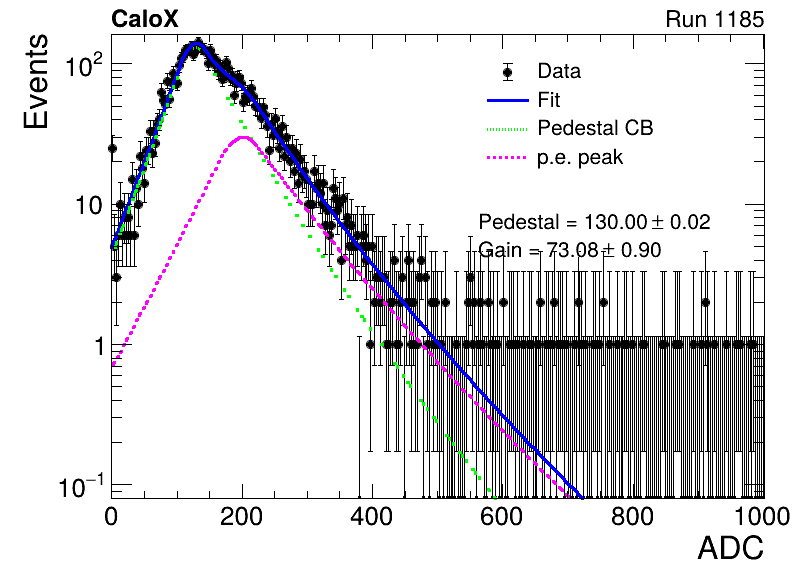 CaloX Run 1185
Events
10²
10
1
10⁻¹
Data
Fit
Pedestal CB
p.e. peak
Pedestal = 130.00 ± 0.02
Gain = 73.08 ± 0.90
0 200 400 600 800 1000
ADC